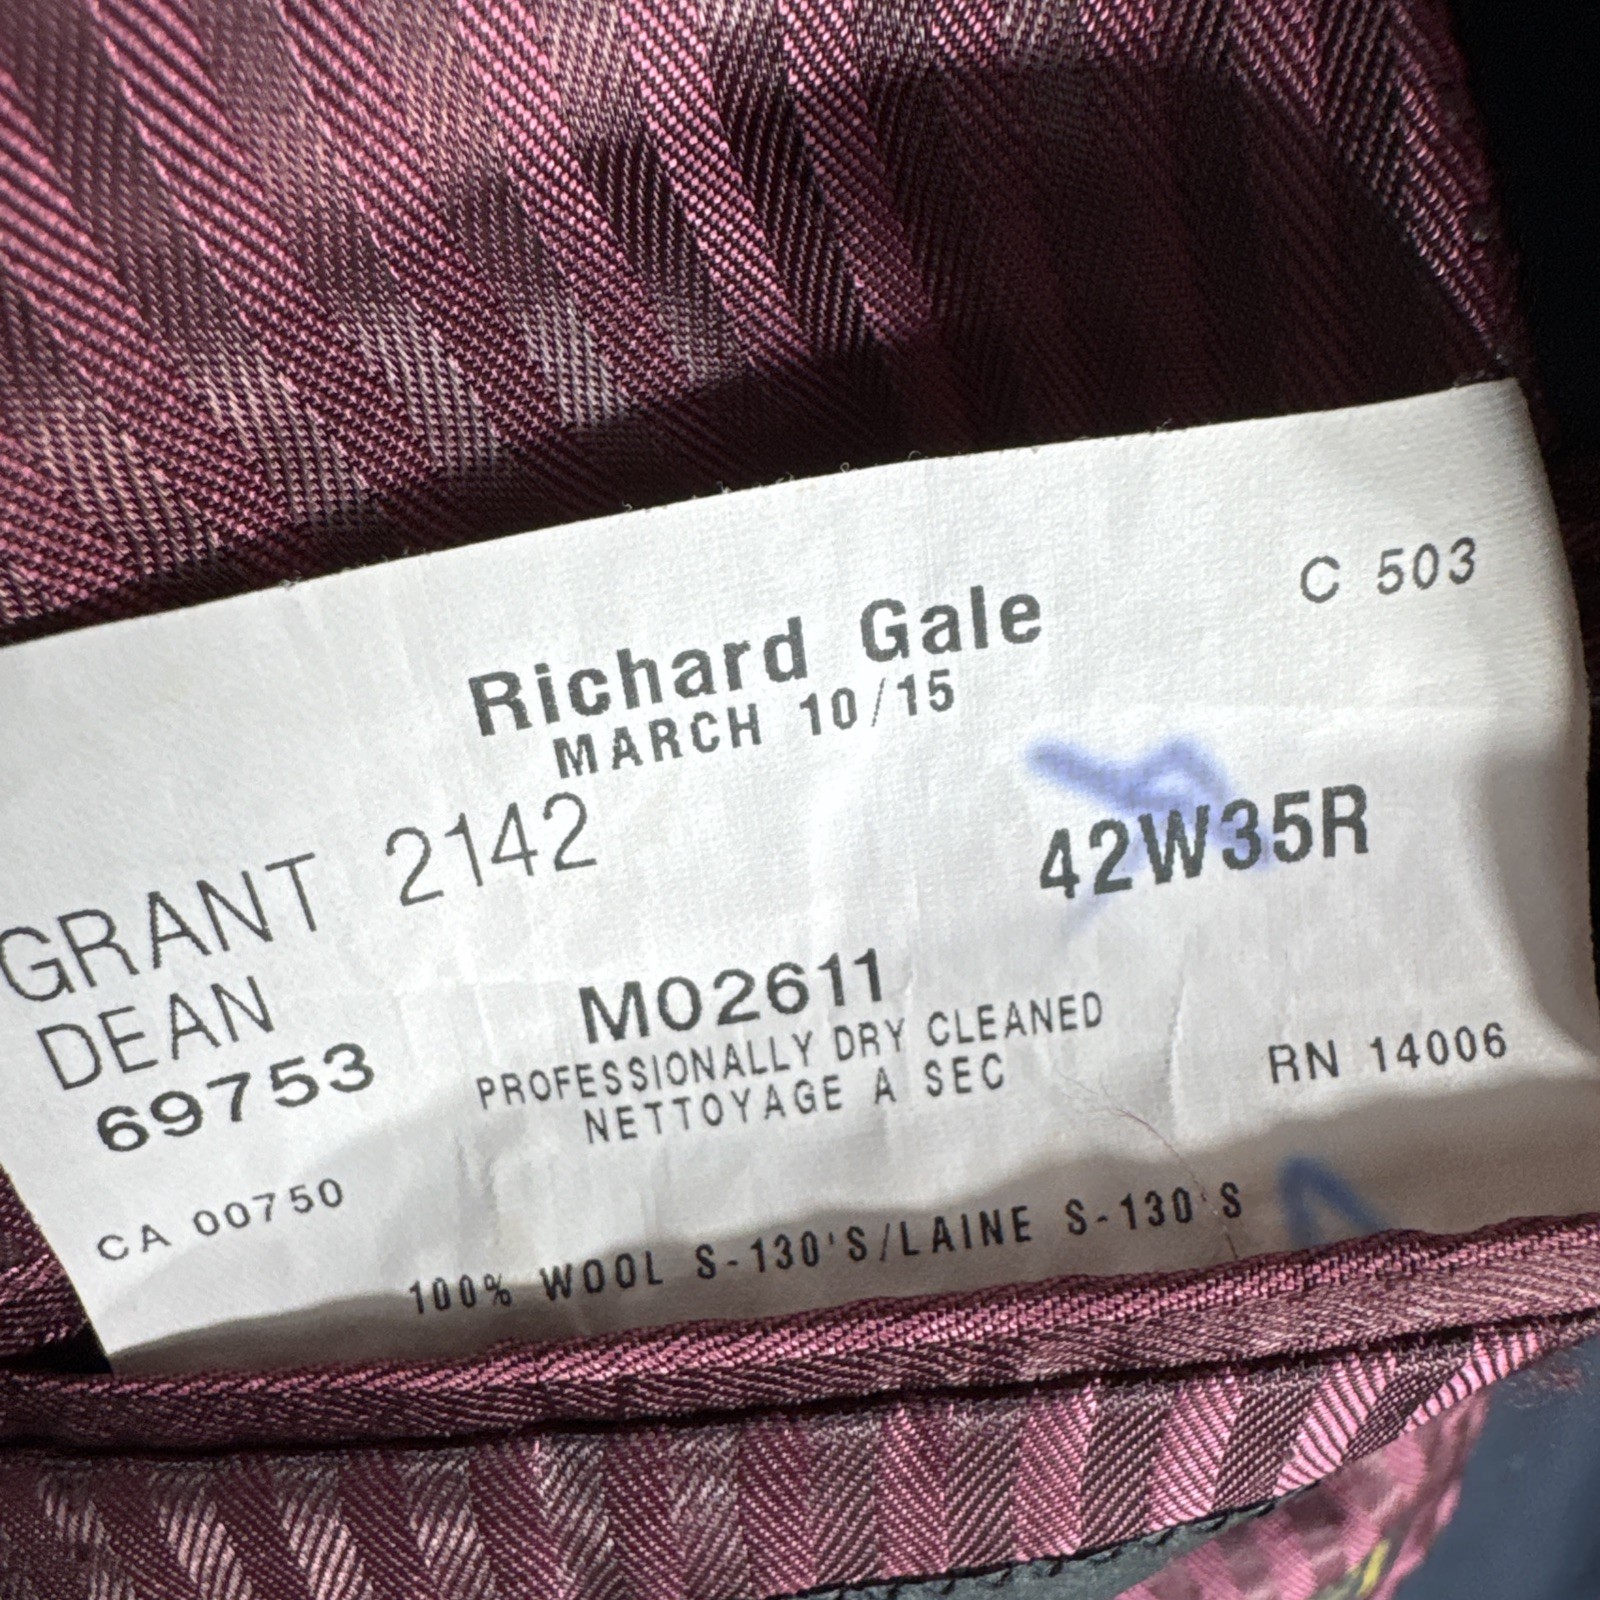 C 503
Richard Gale
MARCH 10/15
GRANT 2142
42W35R
DEAN
M02611
69753
PROFESSIONALLY DRY CLEANED
NETTOYAGE A SEC
RN 14006
CA 00750
100% WOOL S-130'S/LAINE S-130'S